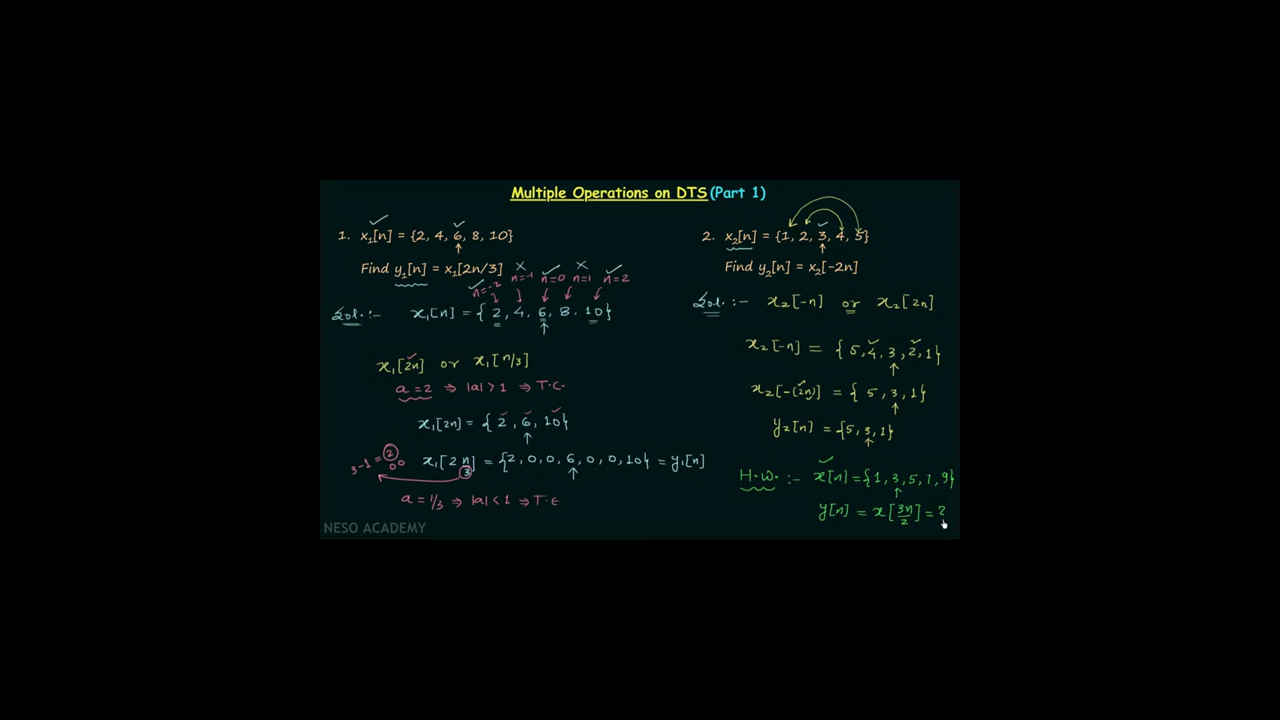 Multiple Operations on DTS (Part 1)
1. x₁[n] = {2, 4, 6, 8, 10}
↑
Find y₁[n] = x₁[2n/3]
n=-2 n=-1 n=0 n=1 n=2
Sol. :- x₁[n] = { 2, 4, 6, 8, 10}
↑
x₁[2n] or x₁[n/3]
a = 2 ⇒ |a| > 1 ⇒ T.C.
x₁[2n] = { 2, 6, 10}
↑
3-1 = 2
00
x₁[2n/3] = {2, 0, 0, 6, 0, 0, 10} = y₁[n]
↑
a = 1/3 ⇒ |a| < 1 ⇒ T.E.
NESO ACADEMY
2. x₂[n] = {1, 2, 3, 4, 5}
↑
Find y₂[n] = x₂[-2n]
Sol. :- x₂[-n] or x₂[2n]
x₂[-n] = { 5, 4, 3, 2, 1}
↑
x₂[-(2n)] = { 5, 3, 1}
↑
y₂[n] = {5, 3, 1}
↑
H.W. :- x[n] = {1, 3, 5, 7, 9}
↑
y[n] = x[3n/2] = ?